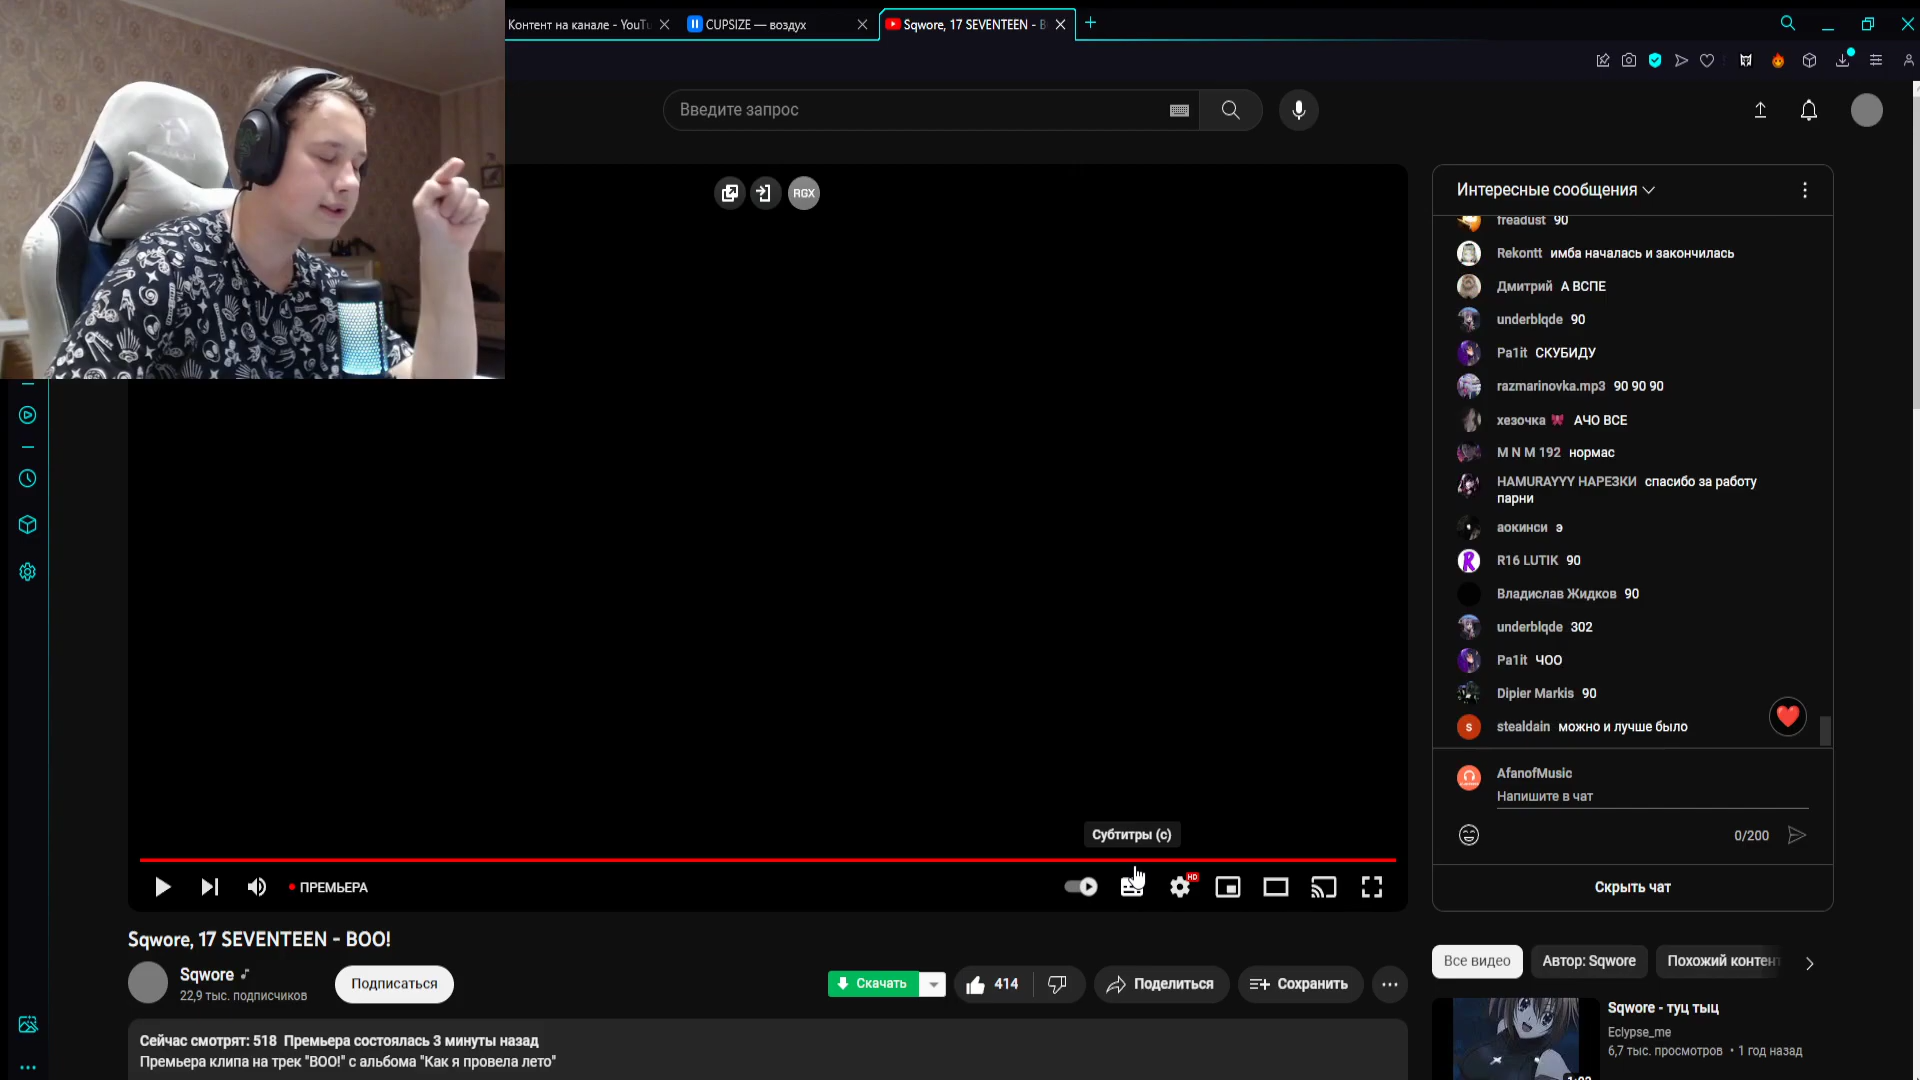 Контент на канале - YouTu
CUPSIZE — воздух
Sqwore, 17 SEVENTEEN - B
Введите запрос
RGX
Интересные сообщения
freadust 90
Rekontt имба началась и закончилась
Дмитрий А ВСПЕ
underblqde 90
Pa1it СКУБИДУ
razmarinovka.mp3 90 90 90
хезочка АЧО ВСЕ
M N M 192 нормас
HAMURAYYY НАРЕЗКИ спасибо за работу
парни
аокинси э
R16 LUTIK 90
Владислав Жидков 90
underblqde 302
Pa1it ЧОО
Dipier Markis 90
S stealdain можно и лучше было
AfanofMusic
Напишите в чат
0/200
Скрыть чат
Субтитры (c)
ПРЕМЬЕРА
HD
Sqwore, 17 SEVENTEEN - BOO!
Sqwore
22,9 тыс. подписчиков
Подписаться
Скачать
414
Поделиться
Сохранить
Сейчас смотрят: 518 Премьера состоялась 3 минуты назад
Премьера клипа на трек "BOO!" с альбома "Как я провела лето"
Все видео
Автор: Sqwore
Похожий контент
Sqwore - туц тыц
Eclypse_me
6,7 тыс. просмотров • 1 год назад